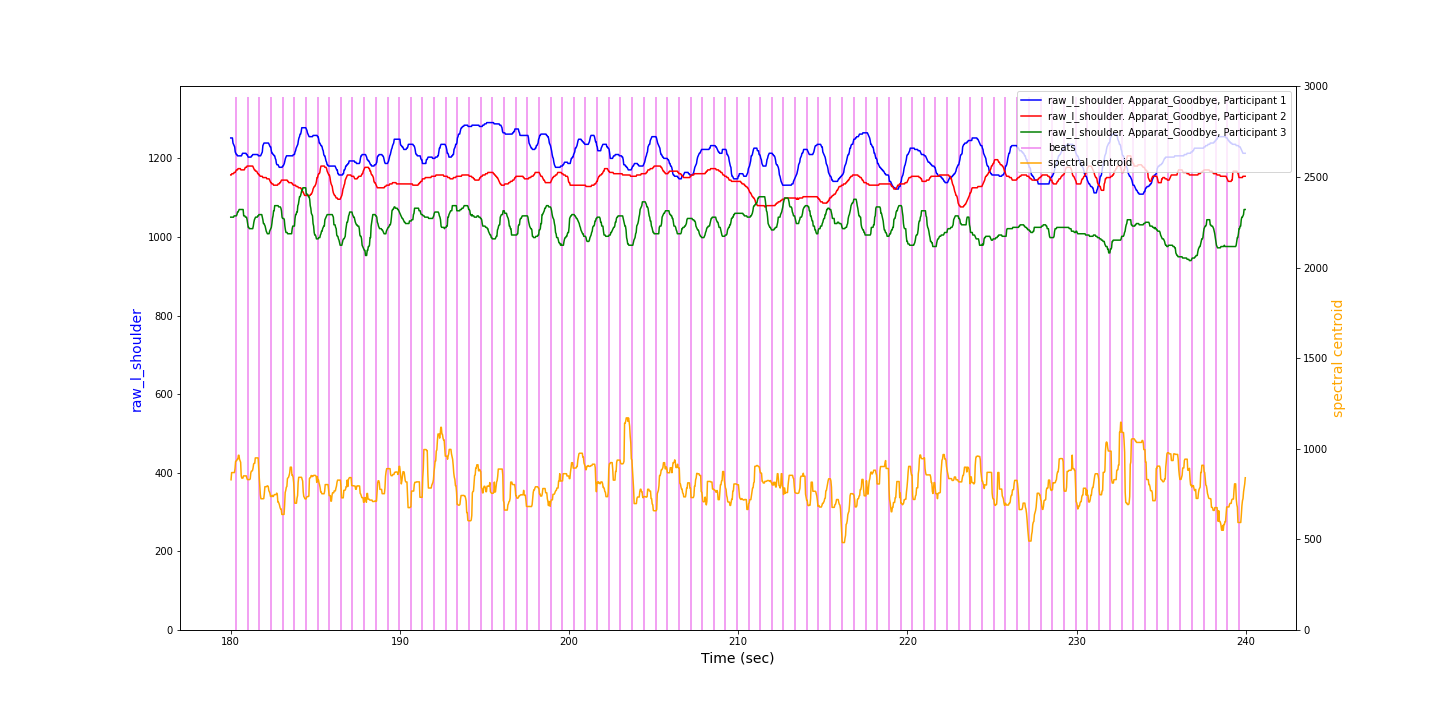 raw_l_shoulder. Apparat_Goodbye, Participant 1
raw_l_shoulder. Apparat_Goodbye, Participant 2
raw_l_shoulder. Apparat_Goodbye, Participant 3
beats
spectral centroid
raw_l_shoulder
1200
1000
800
600
400
200
0
3000
2500
2000
1500
1000
500
0
spectral centroid
180
190
200
210
220
230
240
Time (sec)